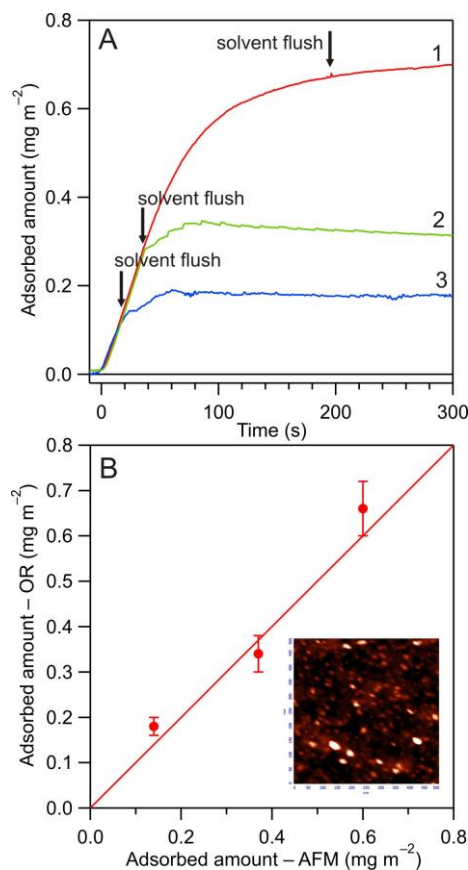 A
solvent flush
1
solvent flush
2
solvent flush
3
0.8
0.6
0.4
0.2
0.0
Adsorbed amount (mg m⁻²)
0
100
200
300
Time (s)
B
0.8
0.7
0.6
0.5
0.4
0.3
0.2
0.1
0.0
Adsorbed amount – OR (mg m⁻²)
0.0
0.2
0.4
0.6
0.8
Adsorbed amount – AFM (mg m⁻²)